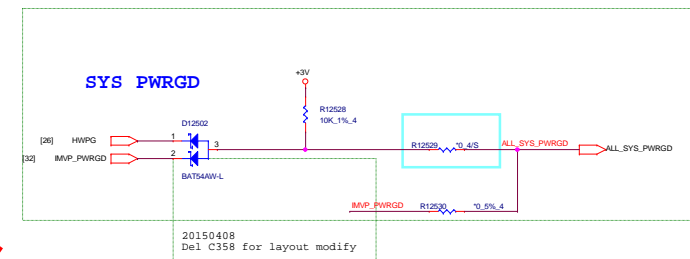 SYS PWRGD
+3V
R12528
10K_1%_4
D12502
[26] HWPG 1
3
R12529 *0_4/S ALL_SYS_PWRGD ALL_SYS_PWRGD
[32] IMVP_PWRGD 2
BAT54AW-L
IMVP_PWRGD R12530 *0_5%_4
20150408
Del C358 for layout modify